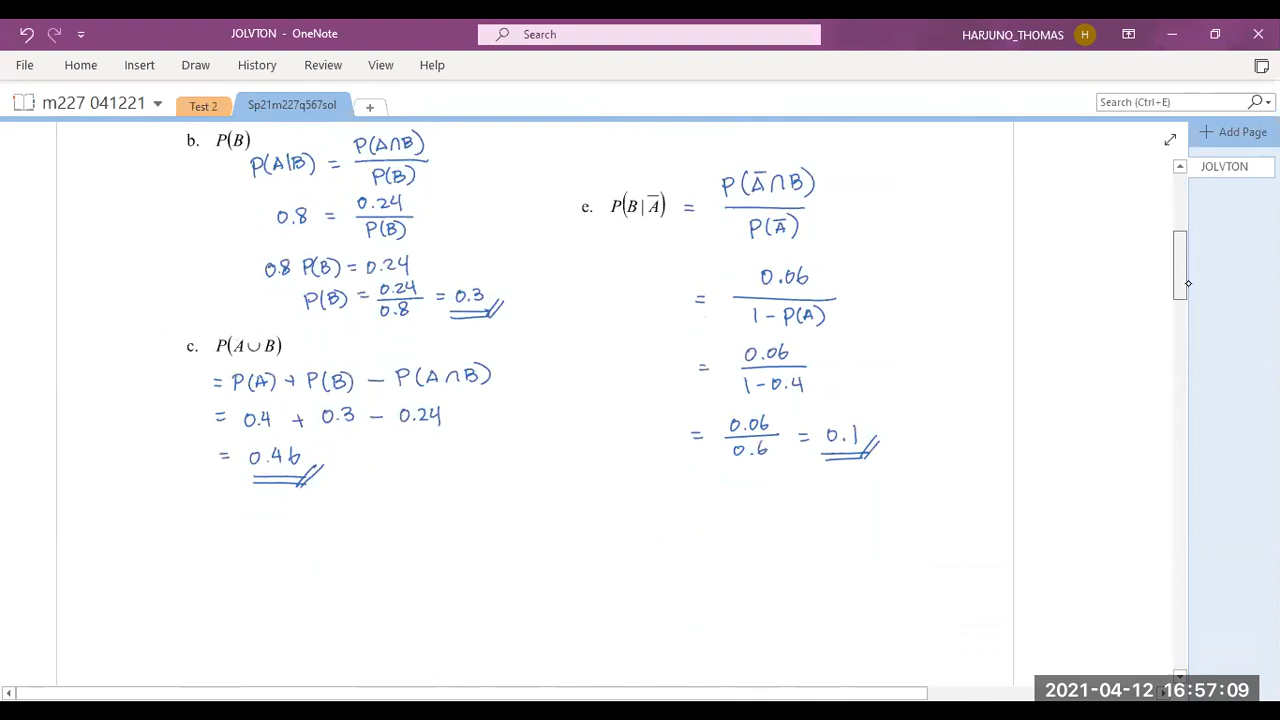 JOLVTON - OneNote
Search
HARJUNO_THOMAS
H
File Home Insert Draw History Review View Help
m227 041221
Test 2
Sp21m227q567sol
+
Search (Ctrl+E)
+ Add Page
JOLVTON
b. P(B)
P(A|B) = P(A∩B) / P(B)
0.8 = 0.24 / P(B)
0.8 P(B) = 0.24
P(B) = 0.24 / 0.8 = 0.3
c. P(A ∪ B)
= P(A) + P(B) − P(A∩B)
= 0.4 + 0.3 − 0.24
= 0.46
e. P(B | A̅) = P(A̅∩B) / P(A̅)
= 0.06 / 1 − P(A)
= 0.06 / 1 − 0.4
= 0.06 / 0.6 = 0.1
2021-04-12 16:57:09